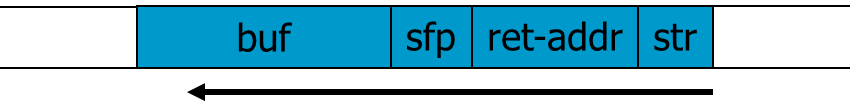 buf sfp ret-addr str